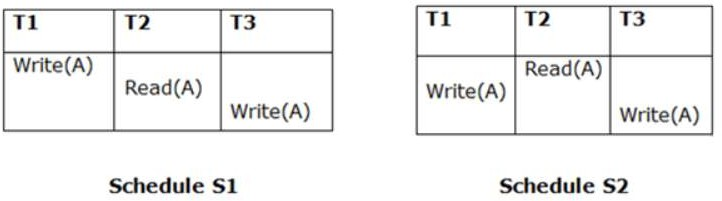 T1 T2 T3
Write(A)
Read(A)
Write(A)
Schedule S1
T1 T2 T3
Read(A)
Write(A)
Write(A)
Schedule S2